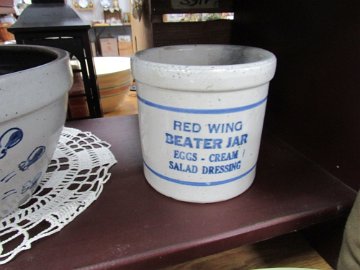 RED WING
BEATER JAR
EGGS - CREAM
SALAD DRESSING